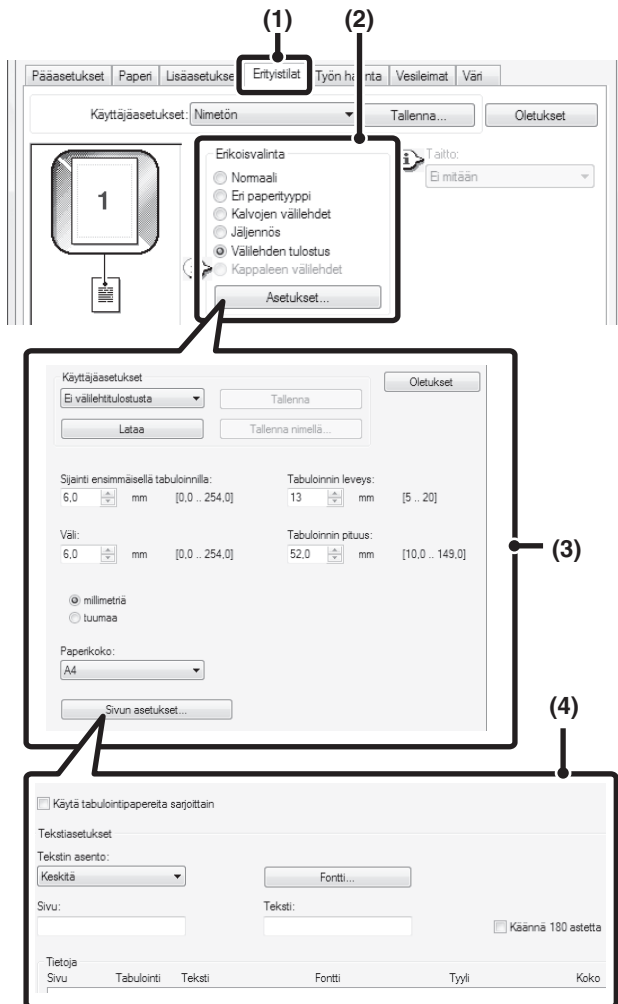 (1) (2)
Pääasetukset Paperi Lisäasetukse Erityistilat Työn ha nta Vesileimat Väri
Käyttäjäasetukset: Nimetön Tallenna... Oletukset
Erikoisvalinta Taitto:
Normaali Ei mitään
1 Eri paperityyppi
Kalvojen välilehdet
Jäljennös
Välilehden tulostus
Kappaleen välilehdet
Asetukset...
Käyttäjäasetukset Oletukset
Ei välilehtitulostusta Tallenna
Lataa Tallenna nimellä...
Sijainti ensimmäisellä tabuloinnilla: Tabuloinnin leveys:
6,0 mm [0,0 .. 254,0] 13 mm [5 .. 20]
Väli: Tabuloinnin pituus:
6,0 mm [0,0 .. 254,0] 52,0 mm [10,0 .. 149,0]
(3)
millimetriä
tuumaa
Paperikoko:
A4
Sivun asetukset...
(4)
Käytä tabulointipapereita sarjoittain
Tekstiasetukset
Tekstin asento:
Keskitä Fontti...
Sivu: Teksti:
Käännä 180 astetta
Tietoja
Sivu Tabulointi Teksti Fontti Tyyli Koko